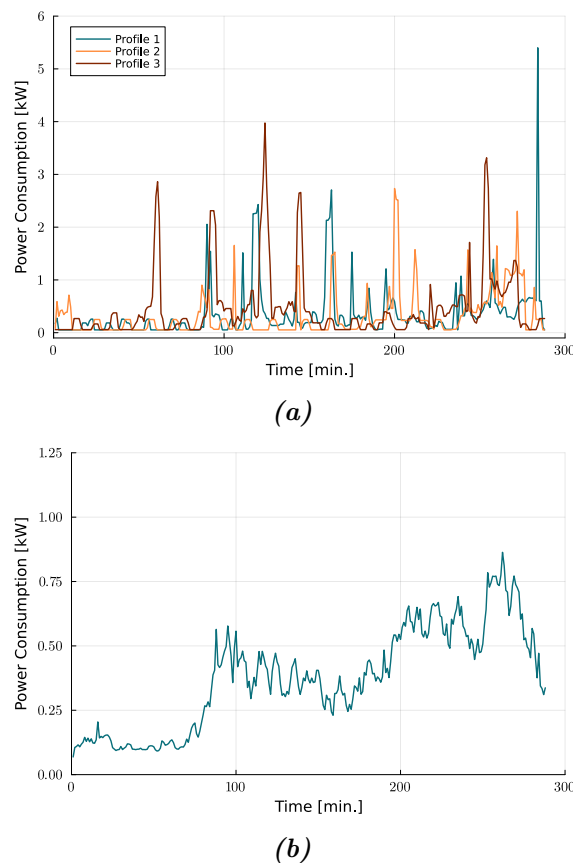 6
Profile 1
Profile 2
Profile 3
5
4
3
2
1
0
Power Consumption [kW]
0 100 200 300
Time [min.]
(a)
1.25
1.00
0.75
0.50
0.25
0.00
Power Consumption [kW]
0 100 200 300
Time [min.]
(b)